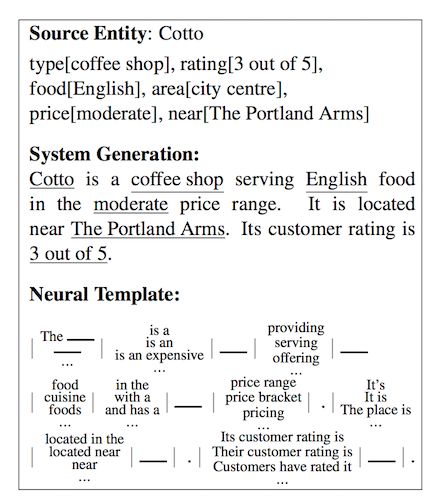 Source Entity: Cotto
type[coffee shop], rating[3 out of 5],
food[English], area[city centre],
price[moderate], near[The Portland Arms]
System Generation:
Cotto is a coffee shop serving English food
in the moderate price range. It is located
near The Portland Arms. Its customer rating is
3 out of 5.
Neural Template:
| The ___ | is a | ___ | providing | ___
___ | is an | serving
... | is an expensive | offering
... ...
| food | in the | ___ | price range | . | It's
cuisine | with a | price bracket | It is
foods | and has a | pricing | The place is
... ... ... ...
| located in the | ___ | . | Its customer rating is | ___ | .
located near | Their customer rating is
near | Customers have rated it
... ...